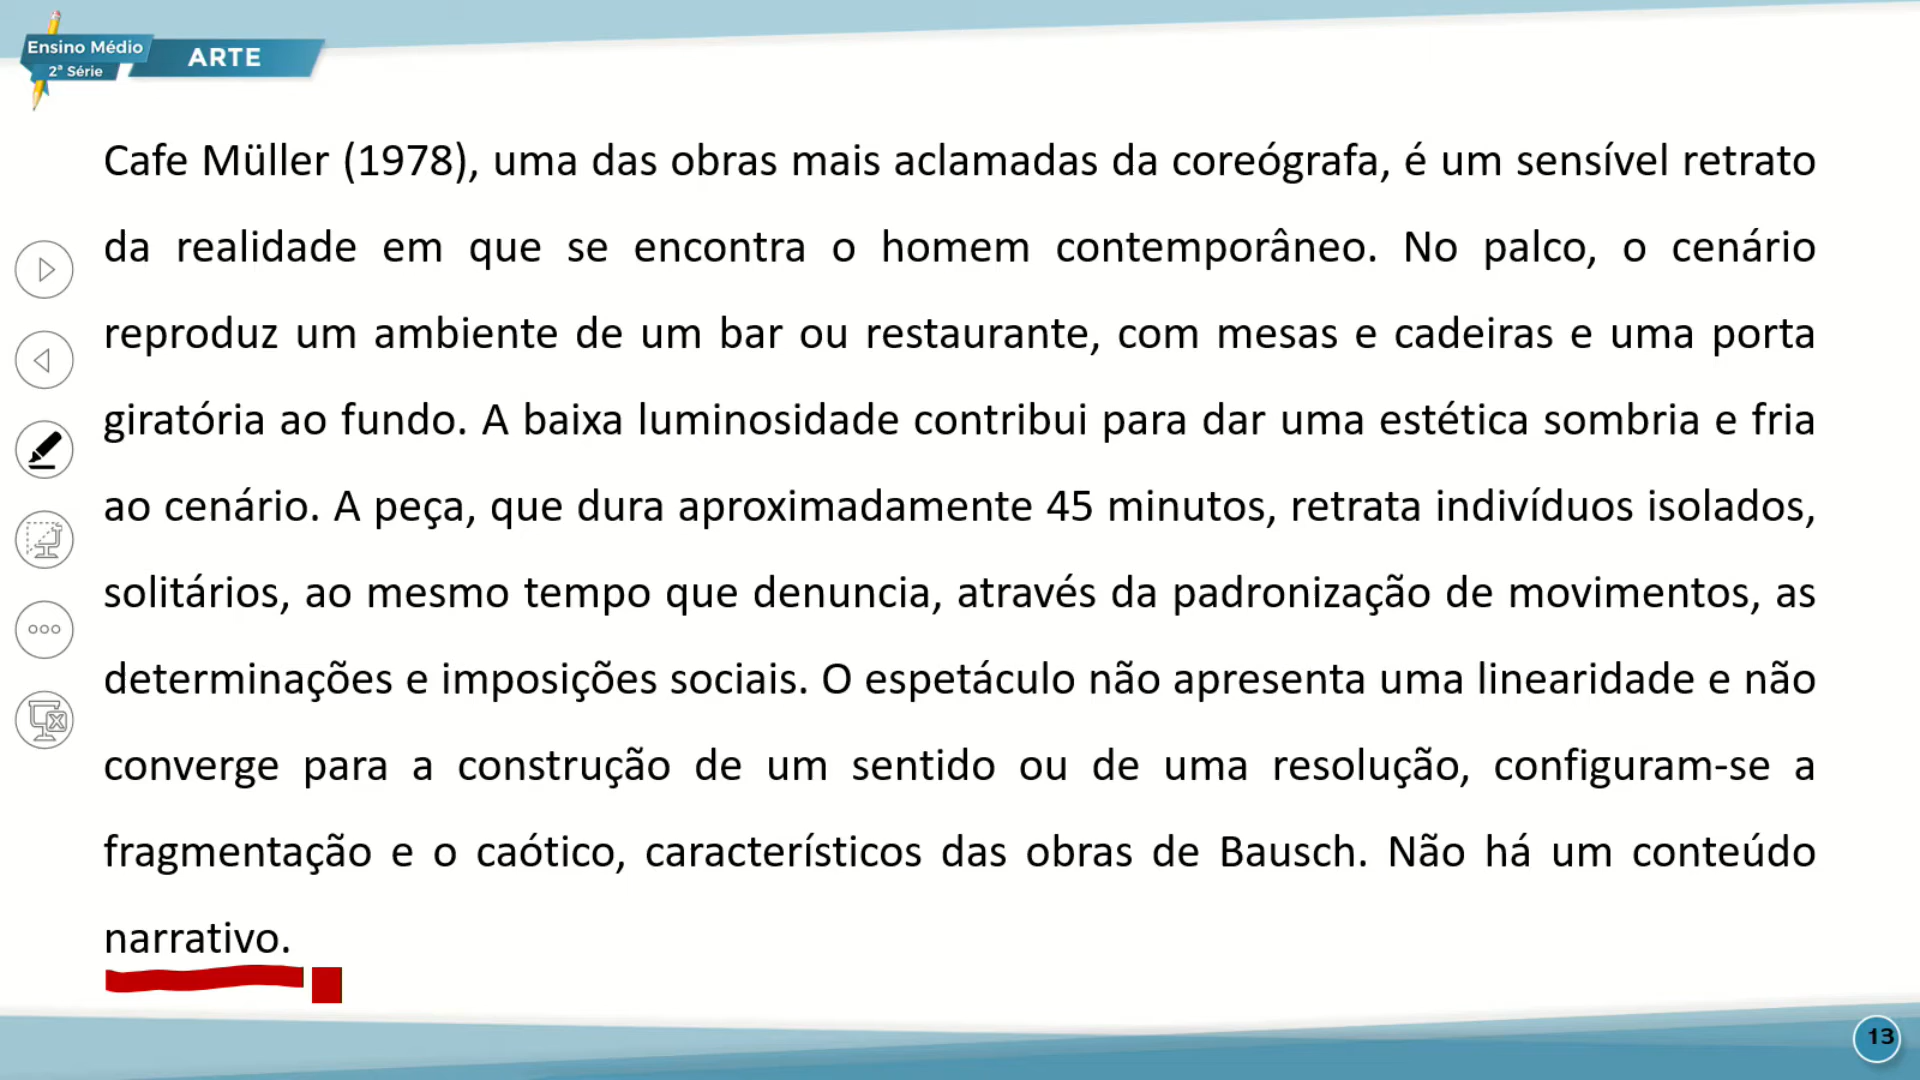 Ensino Médio
2ª Série
ARTE
Cafe Müller (1978), uma das obras mais aclamadas da coreógrafa, é um sensível retrato
da realidade em que se encontra o homem contemporâneo. No palco, o cenário
reproduz um ambiente de um bar ou restaurante, com mesas e cadeiras e uma porta
giratória ao fundo. A baixa luminosidade contribui para dar uma estética sombria e fria
ao cenário. A peça, que dura aproximadamente 45 minutos, retrata indivíduos isolados,
solitários, ao mesmo tempo que denuncia, através da padronização de movimentos, as
determinações e imposições sociais. O espetáculo não apresenta uma linearidade e não
converge para a construção de um sentido ou de uma resolução, configuram-se a
fragmentação e o caótico, característicos das obras de Bausch. Não há um conteúdo
narrativo.
13